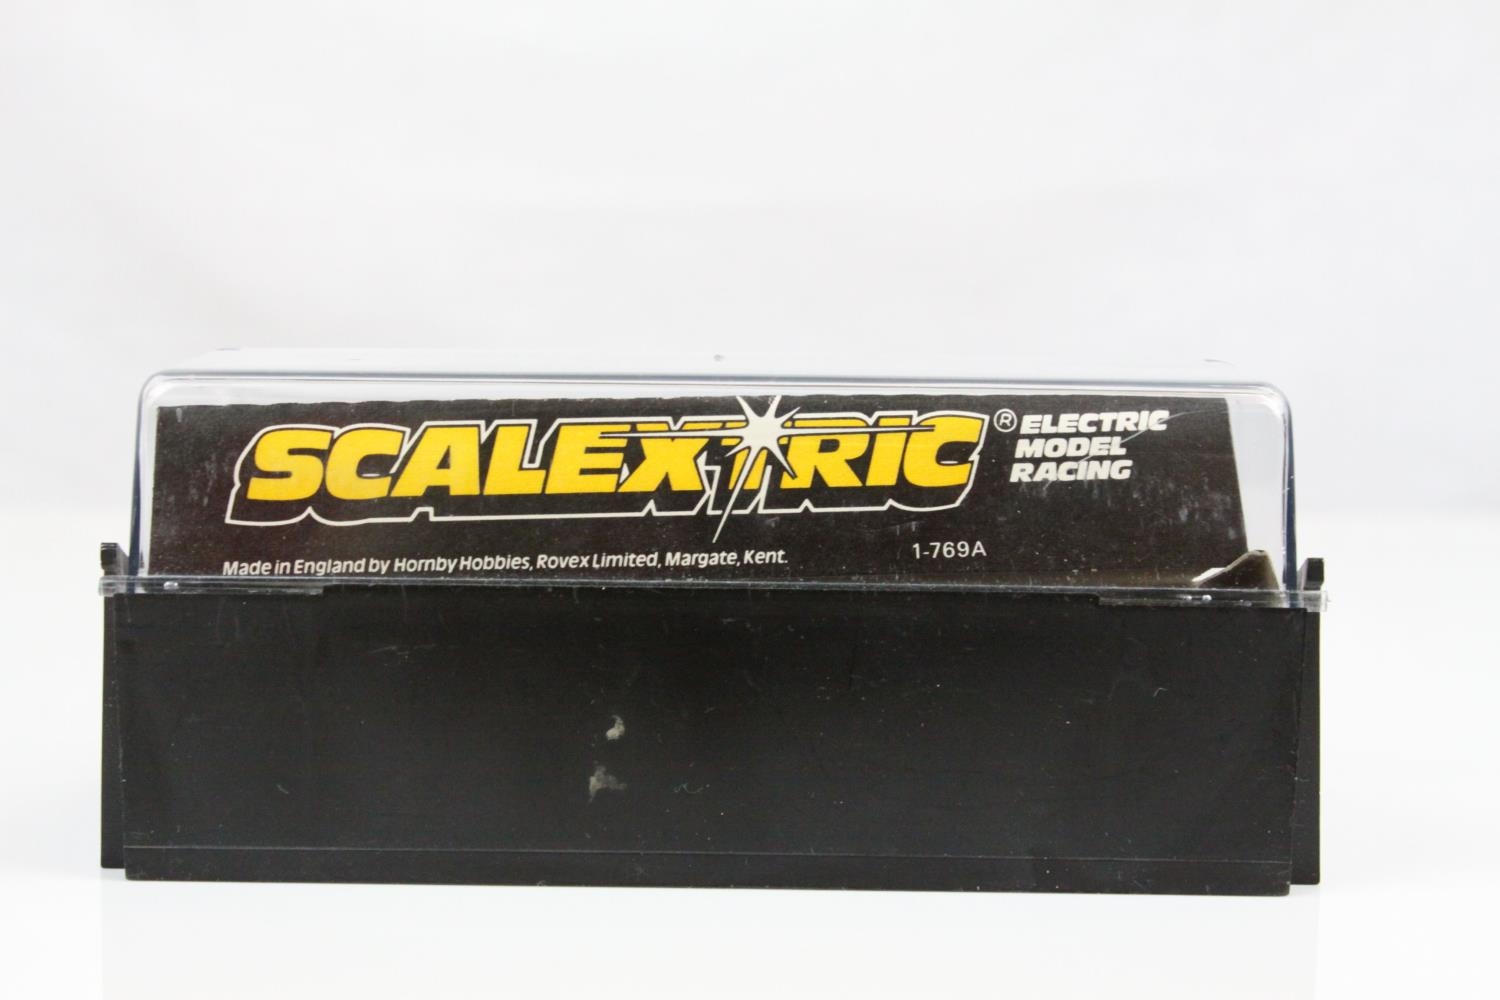 SCALEXTRIC ® ELECTRIC
MODEL
RACING
Made in England by Hornby Hobbies, Rovex Limited, Margate, Kent. 1-769A